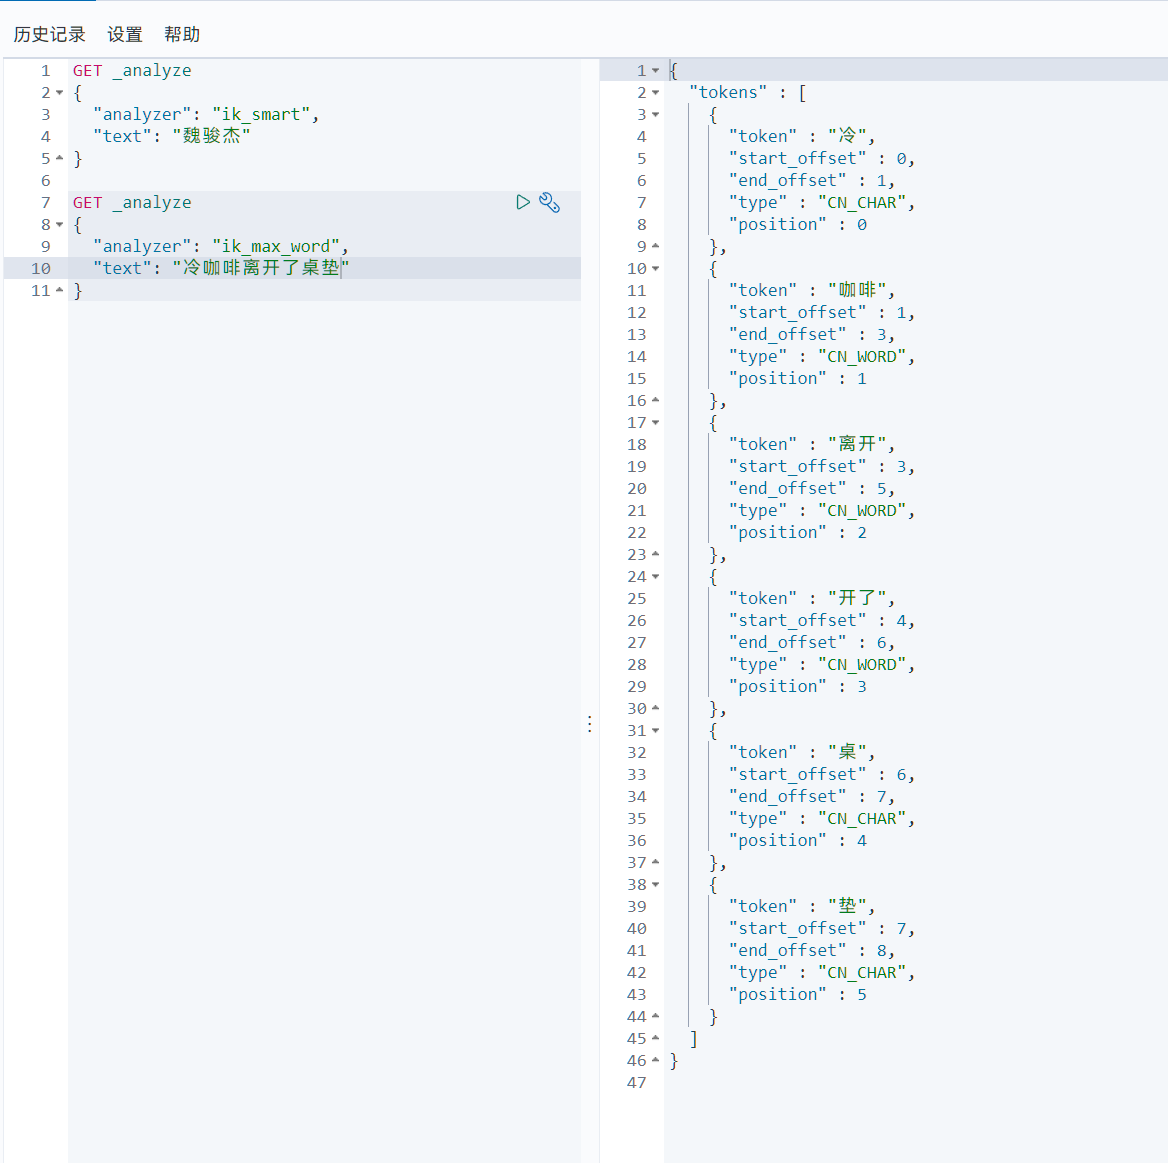 历史记录 设置 帮助
1 GET _analyze
2 {
3 "analyzer": "ik_smart",
4 "text": "魏骏杰"
5 }
6
7 GET _analyze
8 {
9 "analyzer": "ik_max_word",
10 "text": "冷咖啡离开了桌垫"
11 }
1 {
2 "tokens" : [
3 {
4 "token" : "冷",
5 "start_offset" : 0,
6 "end_offset" : 1,
7 "type" : "CN_CHAR",
8 "position" : 0
9 },
10 {
11 "token" : "咖啡",
12 "start_offset" : 1,
13 "end_offset" : 3,
14 "type" : "CN_WORD",
15 "position" : 1
16 },
17 {
18 "token" : "离开",
19 "start_offset" : 3,
20 "end_offset" : 5,
21 "type" : "CN_WORD",
22 "position" : 2
23 },
24 {
25 "token" : "开了",
26 "start_offset" : 4,
27 "end_offset" : 6,
28 "type" : "CN_WORD",
29 "position" : 3
30 },
31 {
32 "token" : "桌",
33 "start_offset" : 6,
34 "end_offset" : 7,
35 "type" : "CN_CHAR",
36 "position" : 4
37 },
38 {
39 "token" : "垫",
40 "start_offset" : 7,
41 "end_offset" : 8,
42 "type" : "CN_CHAR",
43 "position" : 5
44 }
45 ]
46 }
47